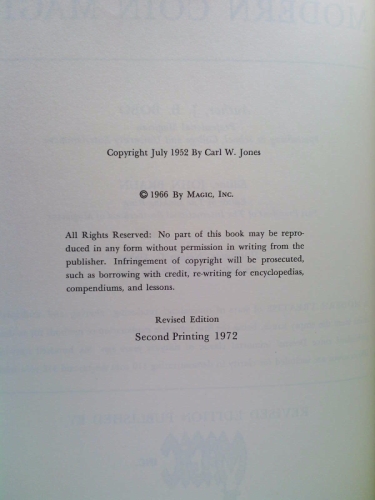 Copyright July 1952 By Carl W. Jones
© 1966 By Magic, Inc.
All Rights Reserved: No part of this book may be repro-
duced in any form without permission in writing from the
publisher. Infringement of copyright will be prosecuted,
such as borrowing with credit, re-writing for encyclopedias,
compendiums, and lessons.
Revised Edition
Second Printing 1972